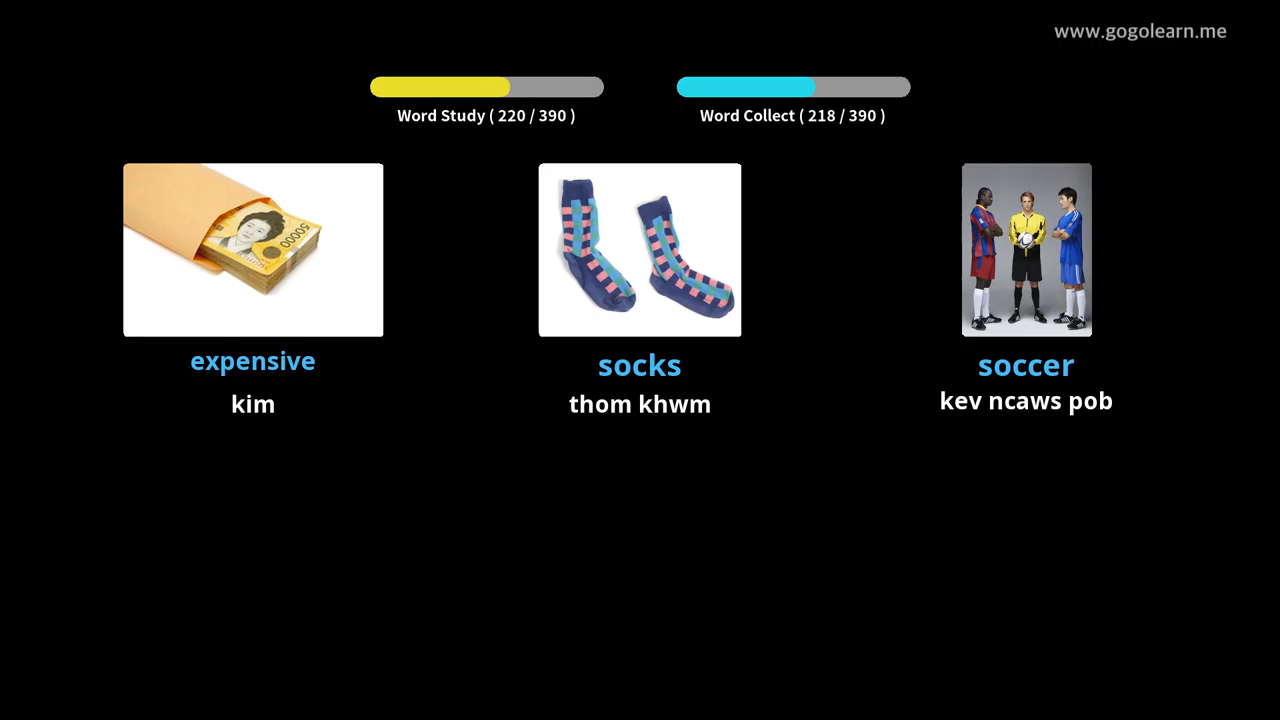 www.gogolearn.me
Word Study ( 220 / 390 )
Word Collect ( 218 / 390 )
50000
expensive
socks
soccer
kim
thom khwm
kev ncaws pob